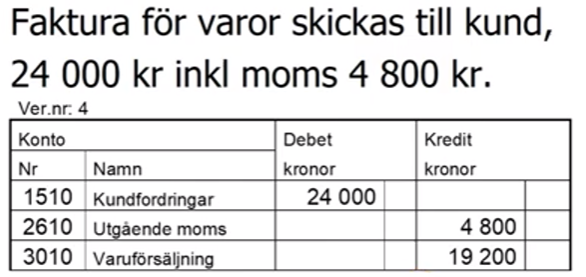 Faktura för varor skickas till kund,
24 000 kr inkl moms 4 800 kr.
Ver.nr: 4
Konto Debet Kredit
Nr Namn kronor kronor
1510 Kundfordringar 24 000
2610 Utgående moms 4 800
3010 Varuförsäljning 19 200